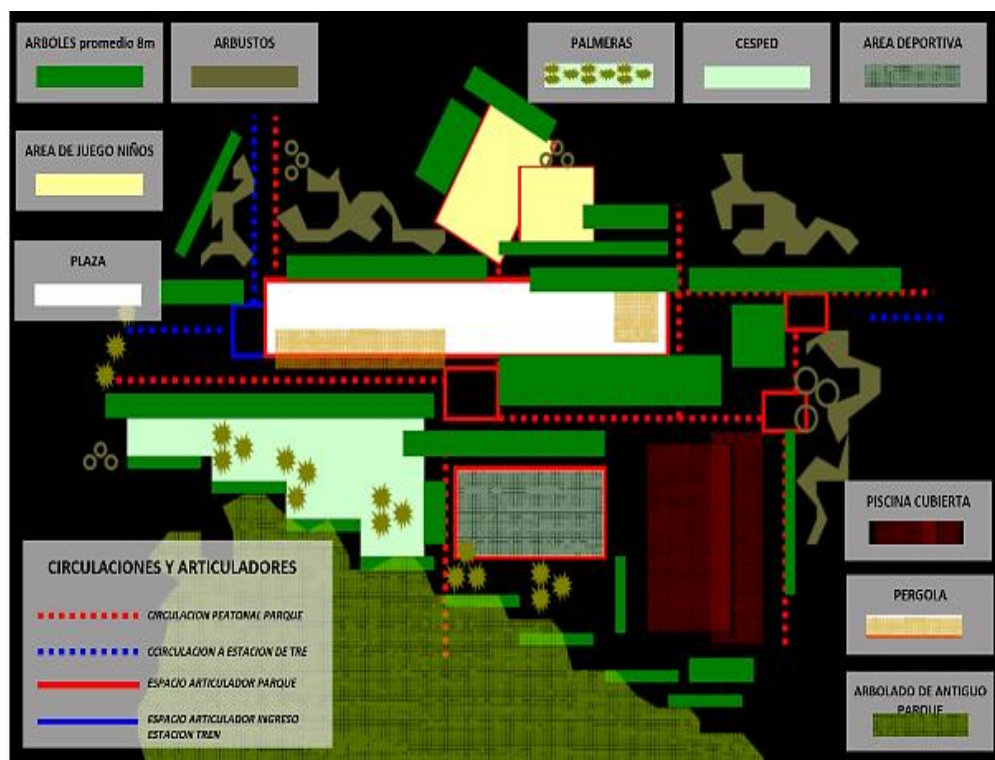 ARBOLES promedio 8m
ARBUSTOS
PALMERAS
CESPED
AREA DEPORTIVA
AREA DE JUEGO NIÑOS
PLAZA
PISCINA CUBIERTA
CIRCULACIONES Y ARTICULADORES
CIRCULACION PEATONAL PARQUE
CCIRCULACION A ESTACION DE TRE
ESPACIO ARTICULADOR PARQUE
ESPACIO ARTICULADOR INGRESO
ESTACION TREN
PERGOLA
ARBOLADO DE ANTIGUO
PARQUE